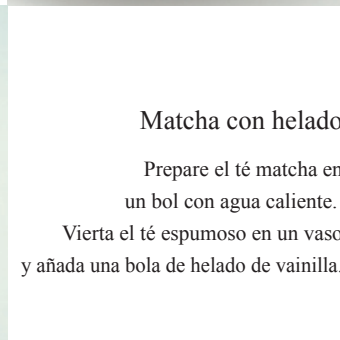 Matcha con helado
Prepare el té matcha en
un bol con agua caliente.
Vierta el té espumoso en un vaso
y añada una bola de helado de vainilla.